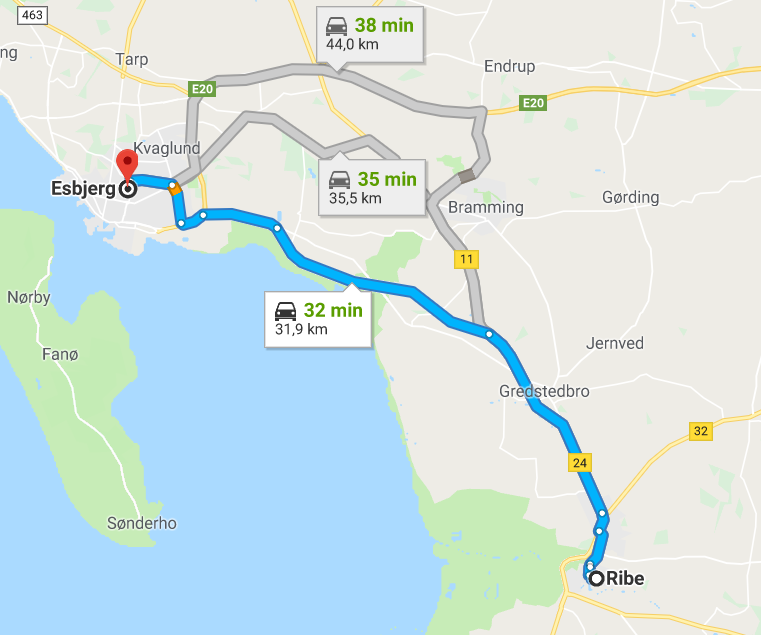 463
ng
Tarp
38 min
44,0 km
Endrup
E20
E20
Kvaglund
Esbjerg
35 min
35,5 km
Bramming
Gørding
11
Nørby
32 min
31,9 km
Fanø
Jernved
Gredstedbro
32
24
Sønderho
Ribe